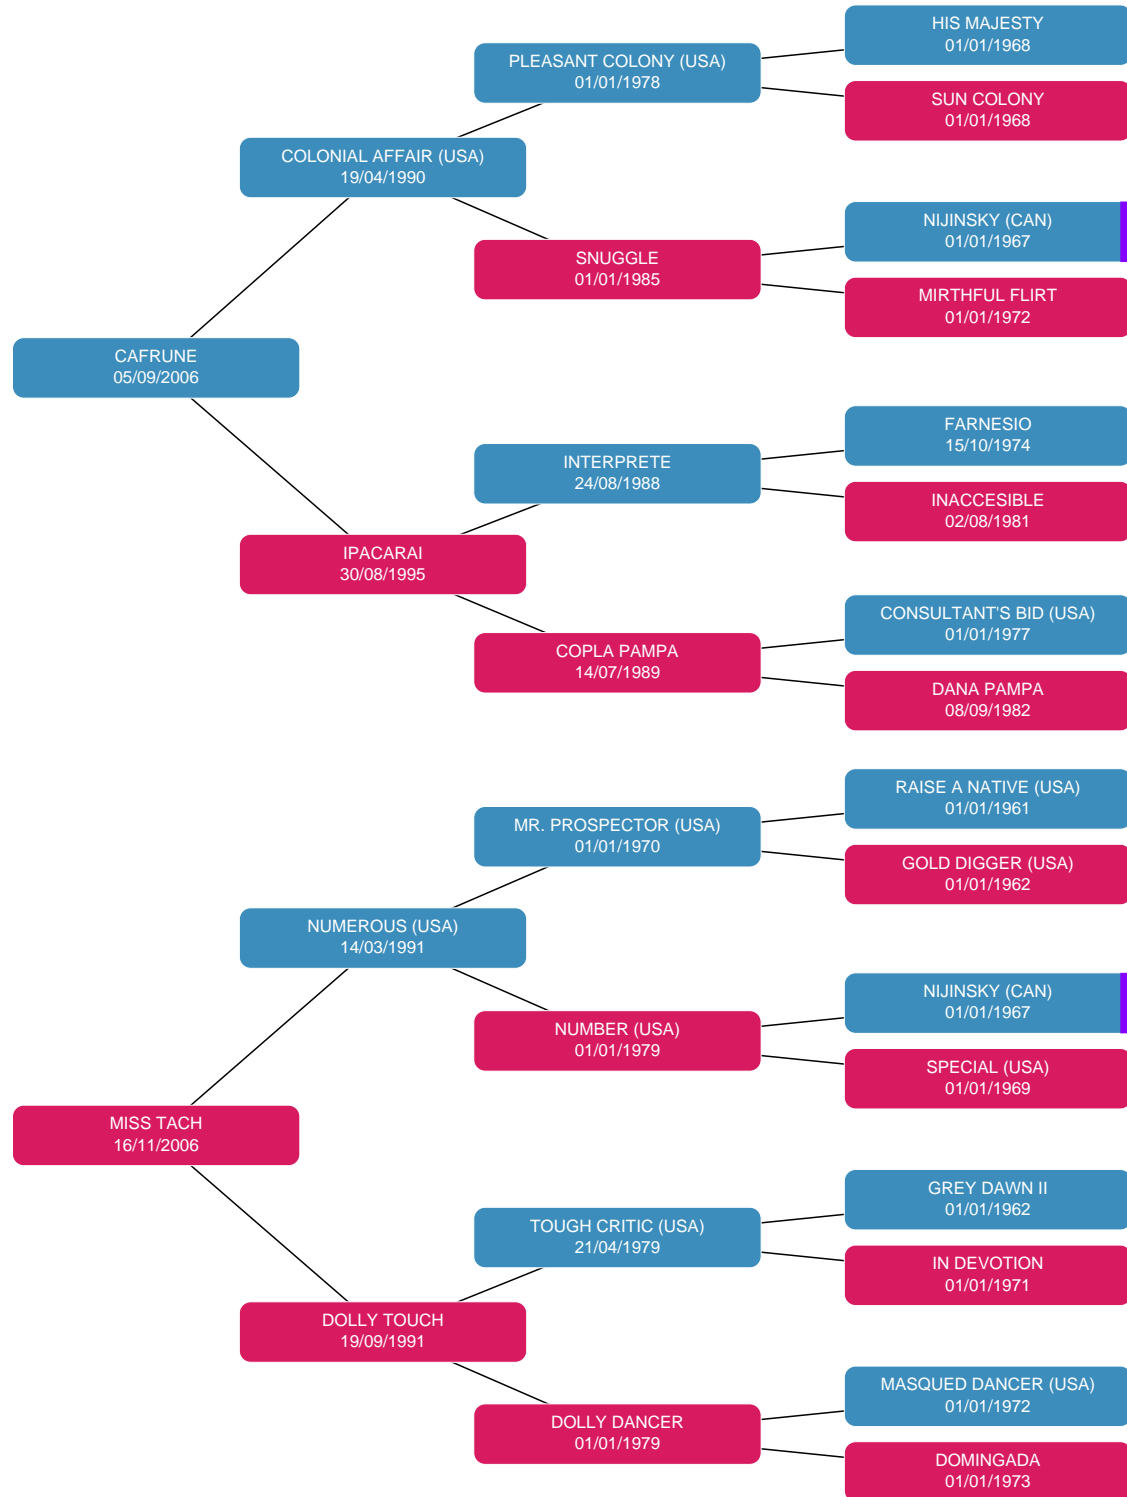 HIS MAJESTY
01/01/1968
PLEASANT COLONY (USA)
01/01/1978
SUN COLONY
01/01/1968
COLONIAL AFFAIR (USA)
19/04/1990
NIJINSKY (CAN)
01/01/1967
SNUGGLE
01/01/1985
MIRTHFUL FLIRT
01/01/1972
CAFRUNE
05/09/2006
FARNESIO
15/10/1974
INTERPRETE
24/08/1988
INACCESIBLE
02/08/1981
IPACARAI
30/08/1995
CONSULTANT'S BID (USA)
01/01/1977
COPLA PAMPA
14/07/1989
DANA PAMPA
08/09/1982
RAISE A NATIVE (USA)
01/01/1961
MR. PROSPECTOR (USA)
01/01/1970
GOLD DIGGER (USA)
01/01/1962
NUMEROUS (USA)
14/03/1991
NIJINSKY (CAN)
01/01/1967
NUMBER (USA)
01/01/1979
SPECIAL (USA)
01/01/1969
MISS TACH
16/11/2006
GREY DAWN II
01/01/1962
TOUGH CRITIC (USA)
21/04/1979
IN DEVOTION
01/01/1971
DOLLY TOUCH
19/09/1991
MASQUED DANCER (USA)
01/01/1972
DOLLY DANCER
01/01/1979
DOMINGADA
01/01/1973